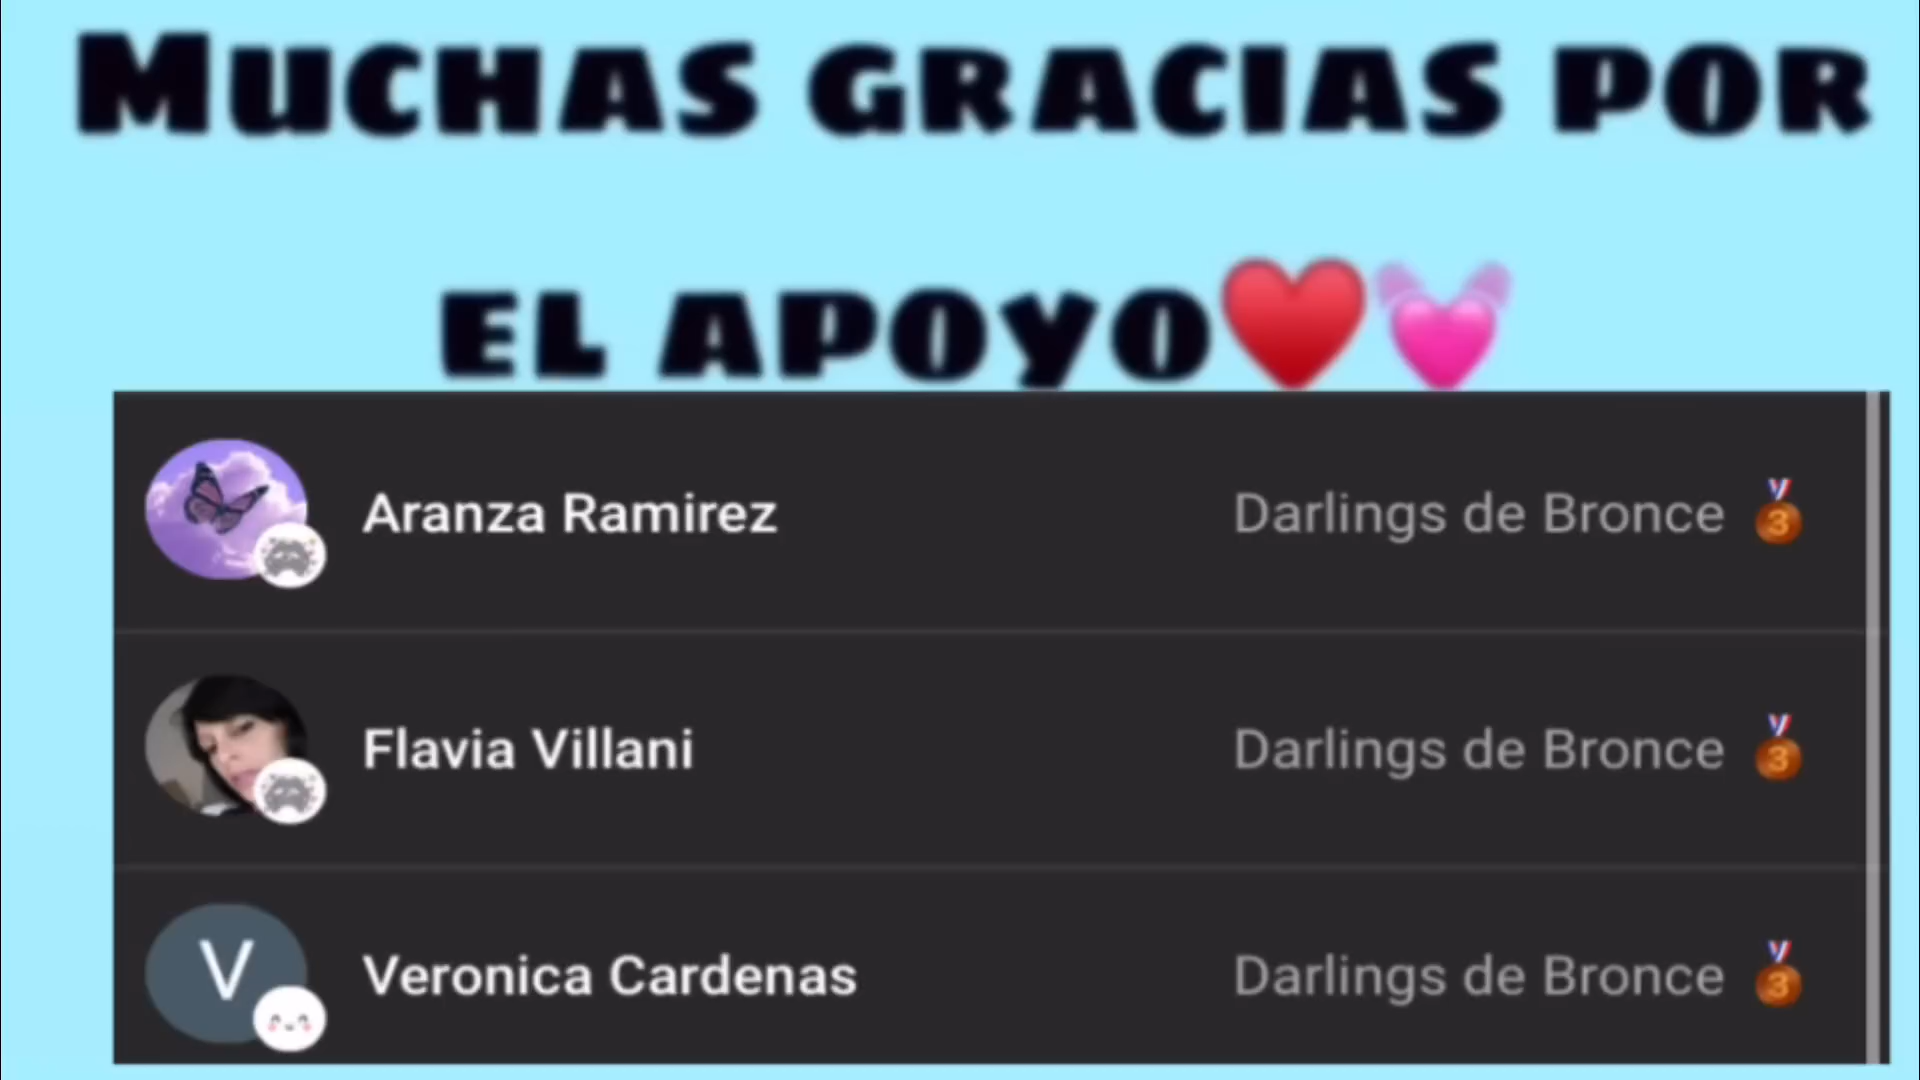 Muchas gracias por
el apoyo❤️💓
Aranza Ramirez Darlings de Bronce 🥉
Flavia Villani Darlings de Bronce 🥉
V Veronica Cardenas Darlings de Bronce 🥉